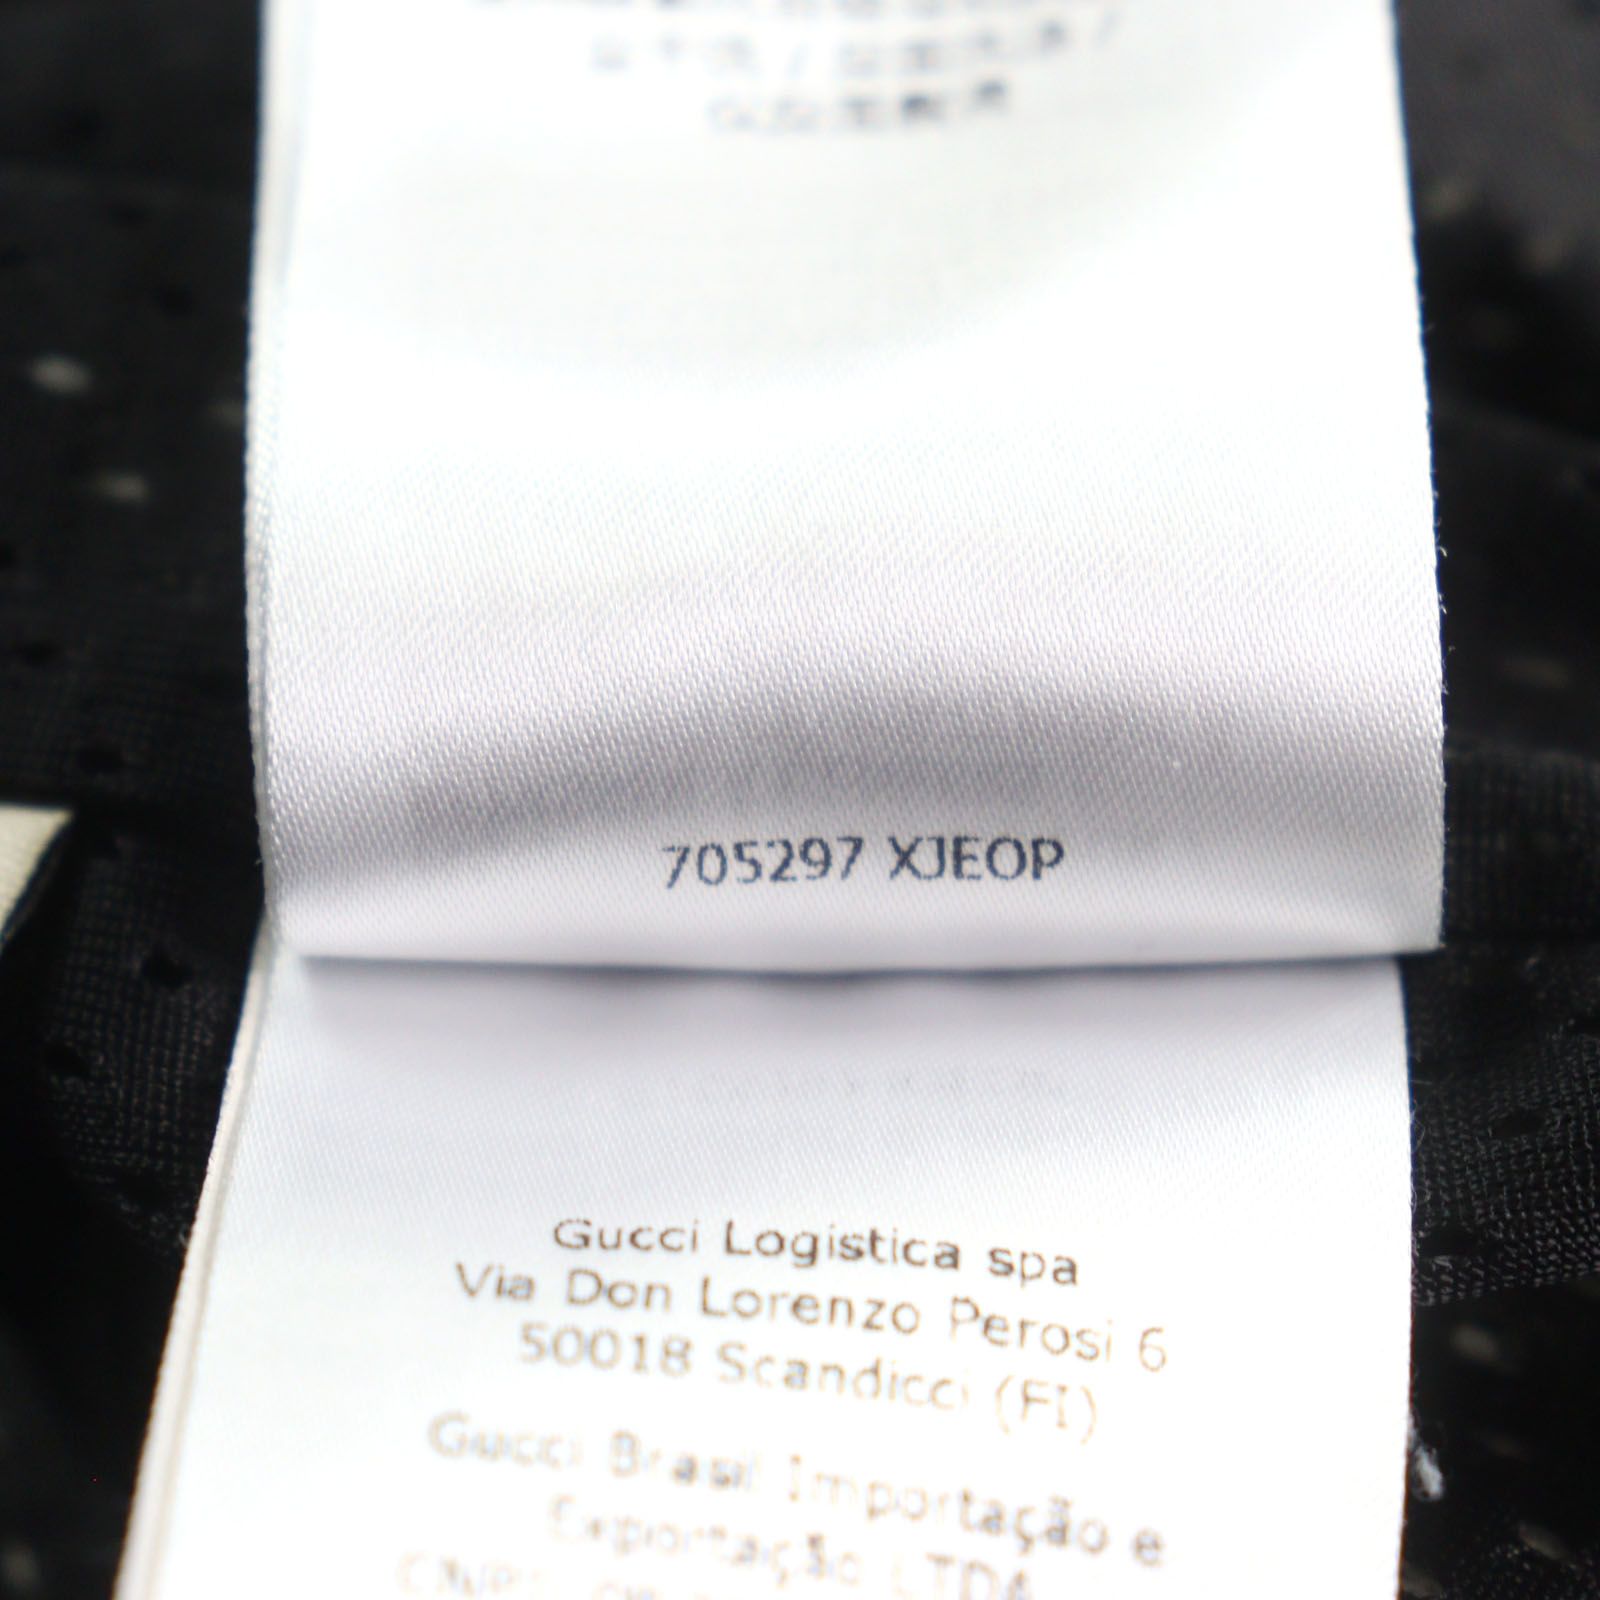 705297 XJEOP
Gucci Logistica spa
Via Don Lorenzo Perosi 6
50018 Scandicci (FI)
Gucci Brasil Importação e
Exportação LTDA